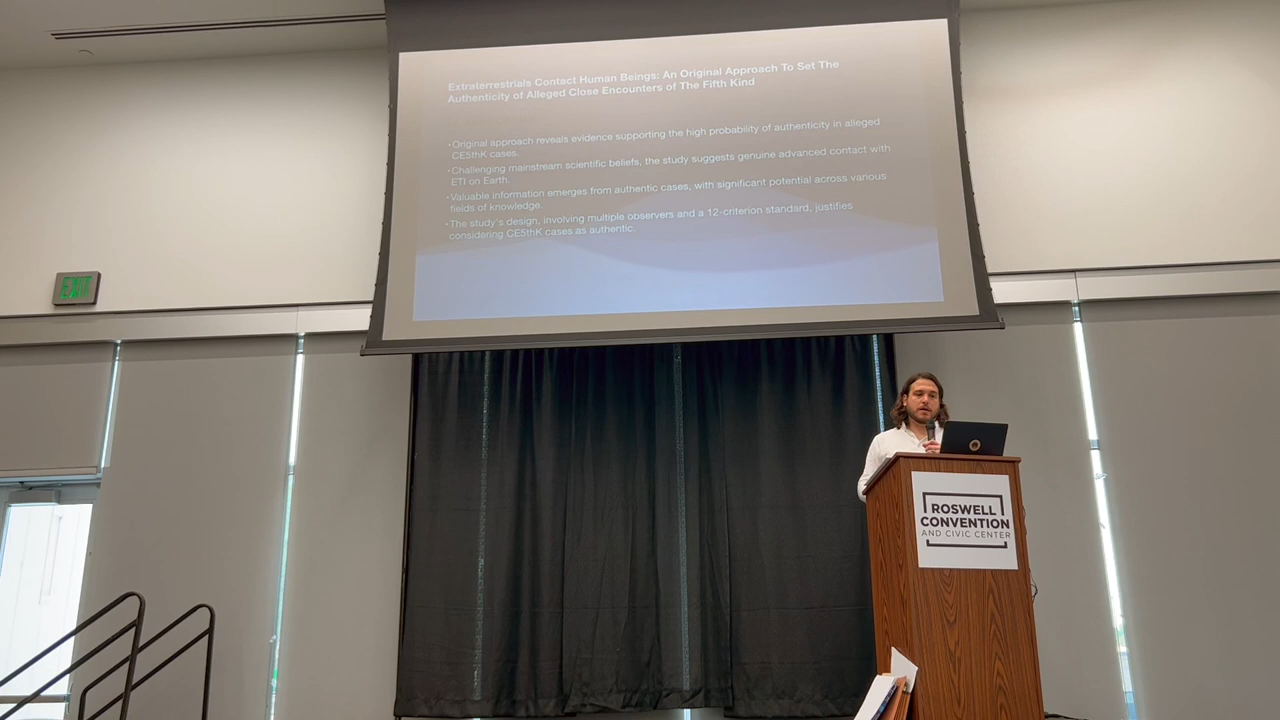 Extraterrestrials Contact Human Beings: An Original Approach To Set The
Authenticity of Alleged Close Encounters of The Fifth Kind
•Original approach reveals evidence supporting the high probability of authenticity in alleged
CE5thK cases.
•Challenging mainstream scientific beliefs, the study suggests genuine advanced contact with
ETI on Earth.
•Valuable information emerges from authentic cases, with significant potential across various
fields of knowledge.
•The study's design, involving multiple observers and a 12-criterion standard, justifies
considering CE5thK cases as authentic.
EXIT
ROSWELL
CONVENTION
AND CIVIC CENTER